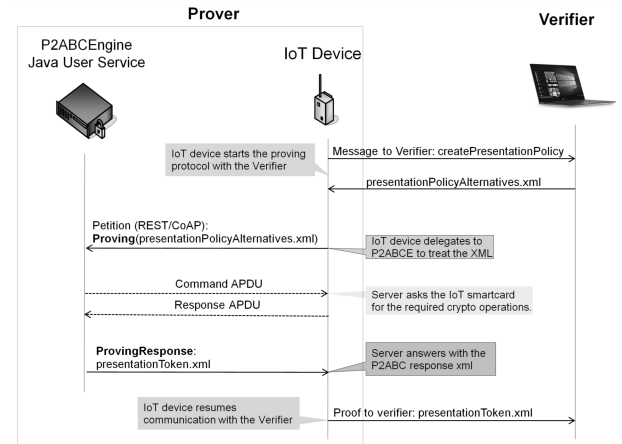 Prover
Verifier
P2ABCEngine
Java User Service
IoT Device
IoT device starts the proving
protocol with the Verifier
Message to Verifier: createPresentationPolicy
presentationPolicyAlternatives.xml
Petition (REST/CoAP):
Proving(presentationPolicyAlternatives.xml)
IoT device delegates to
P2ABCE to treat the XML
Command APDU
Response APDU
Server asks the IoT smartcard
for the required crypto operations.
ProvingResponse:
presentationToken.xml
Server answers with the
P2ABC response xml
IoT device resumes
communication with the Verifier
Proof to verifier: presentationToken.xml